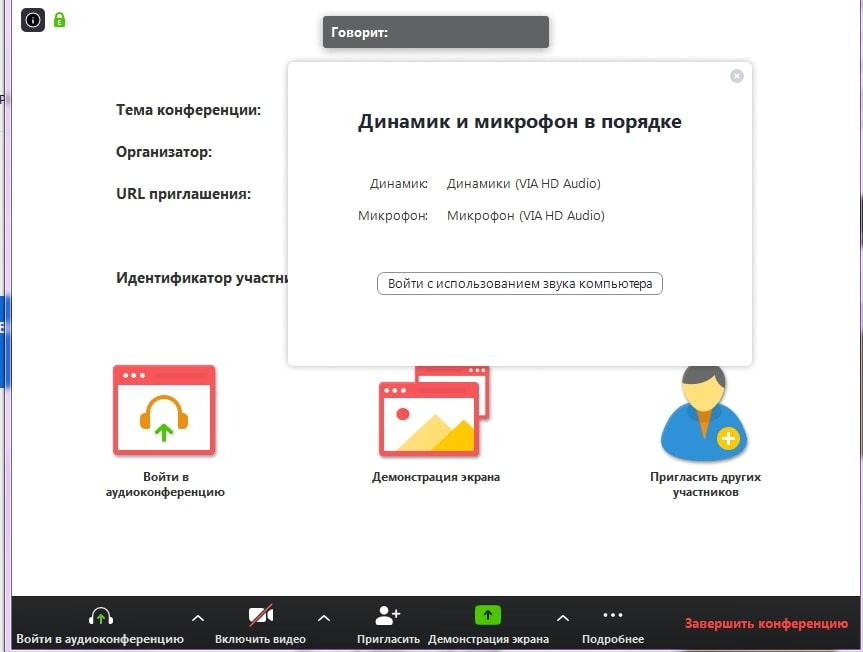 Говорит:
Динамик и микрофон в порядке
Динамик: Динамики (VIA HD Audio)
Микрофон: Микрофон (VIA HD Audio)
Войти с использованием звука компьютера
Тема конференции:
Организатор:
URL приглашения:
Идентификатор
Войти в
аудиоконференцию
Демонстрация экрана
Пригласить других
участников
Войти в аудиоконференцию
Включить видео
Пригласить
Демонстрация экрана
Подробнее
Завершить конференцию